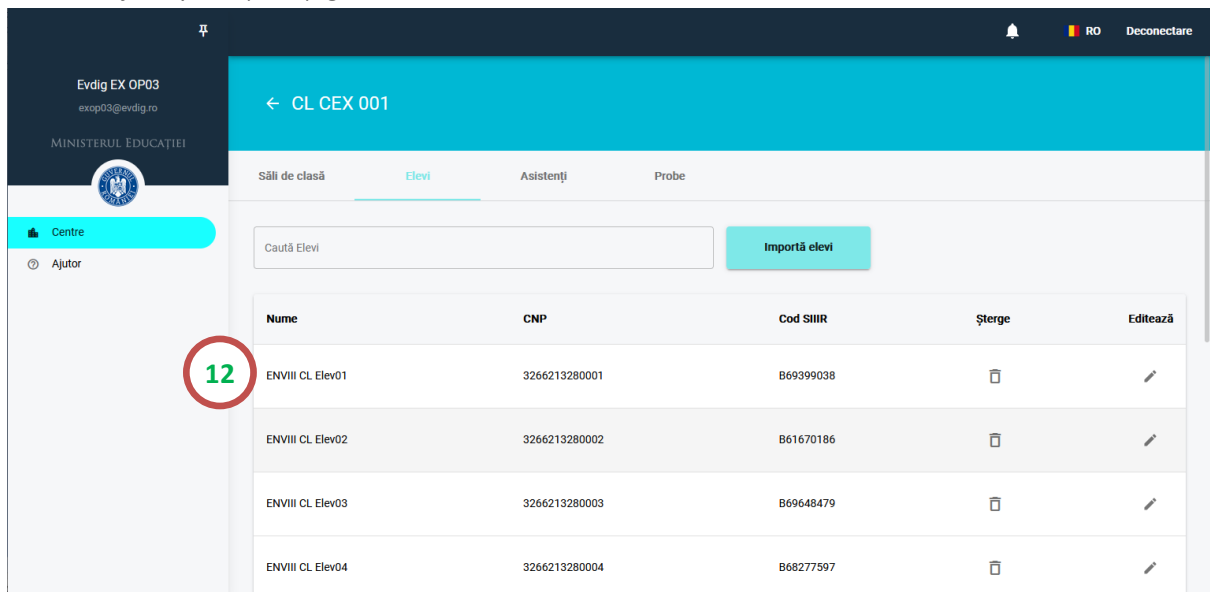 RO Deconectare
Evdig EX OP03
exop03@evdig.ro
MINISTERUL EDUCAȚIEI
GUVERNUL ROMÂNIEI
Centre
Ajutor
← CL CEX 001
Săli de clasă Elevi Asistenți Probe
Caută Elevi Importă elevi
Nume CNP Cod SIIIR Șterge Editează
12 ENVIII CL Elev01 3266213280001 B69399038
ENVIII CL Elev02 3266213280002 B61670186
ENVIII CL Elev03 3266213280003 B69648479
ENVIII CL Elev04 3266213280004 B68277597